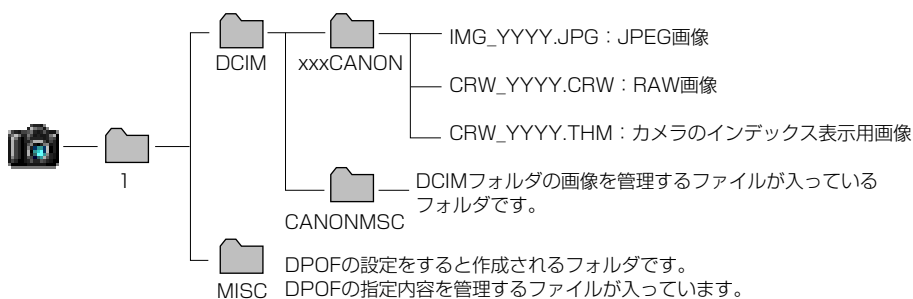 DCIM
xxxCANON
IMG_YYYY.JPG：JPEG画像
CRW_YYYY.CRW：RAW画像
CRW_YYYY.THM：カメラのインデックス表示用画像
1
CANONMSC
DCIMフォルダの画像を管理するファイルが入っている
フォルダです。
MISC
DPOFの設定をすると作成されるフォルダです。
DPOFの指定内容を管理するファイルが入っています。